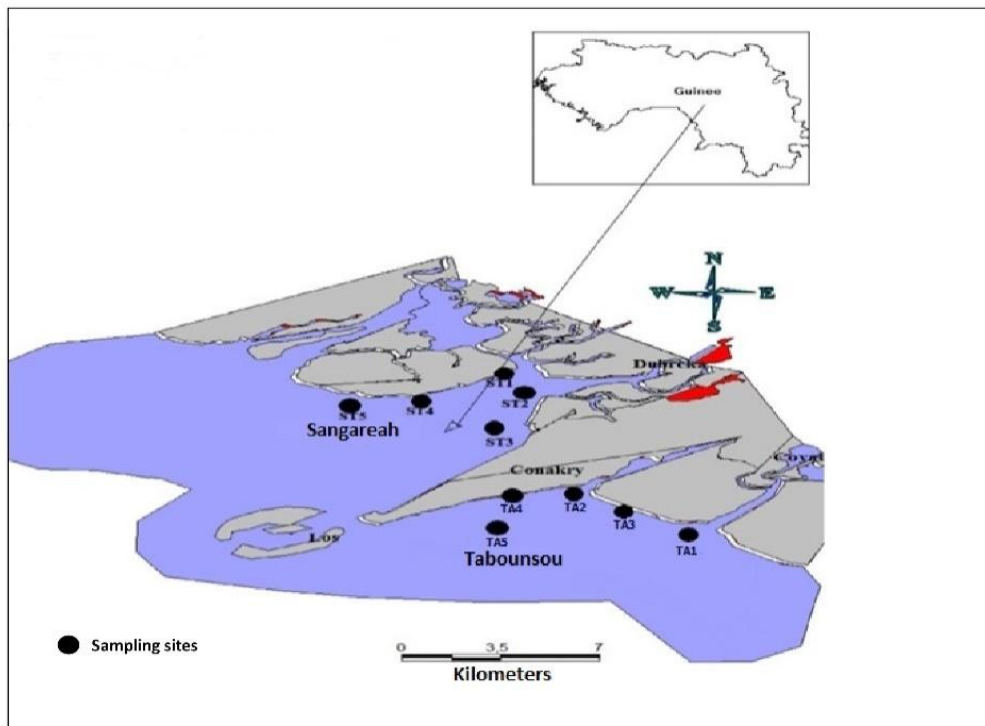 Guinee
N
W E
S
Dubreka
ST1
ST2
ST5
ST4
Sangareah
ST3
Conakry
TA4
TA2
TA3
TA5
TA1
Los
Tabounsou
Sampling sites
0 3,5 7
Kilometers